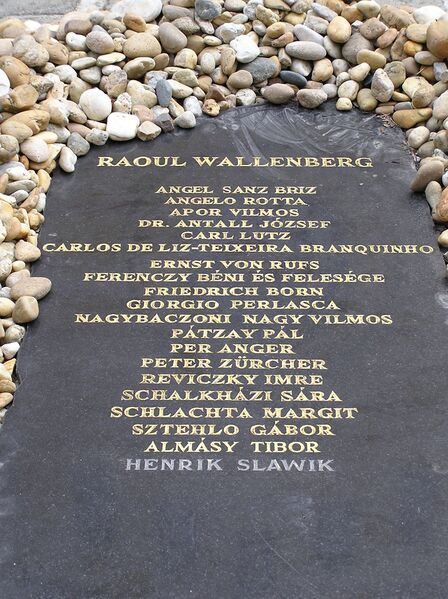 RAOUL WALLENBERG
ANGEL SANZ BRIZ
ANGELO ROTTA
APOR VILMOS
DR. ANTALL JÓZSEF
CARL LUTZ
CARLOS DE LIZ-TEIXEIRA BRANQUINHO
ERNST VON RUFS
FERENCZY BÉNI ÉS FELESÉGE
FRIEDRICH BORN
GIORGIO PERLASCA
NAGYBACZONI NAGY VILMOS
PÁTZAY PÁL
PER ANGER
PETER ZÜRCHER
REVICZKY IMRE
SCHALKHÁZI SÁRA
SCHLACHTA MARGIT
SZTEHLO GÁBOR
ALMÁSY TIBOR
HENRIK SLAWIK